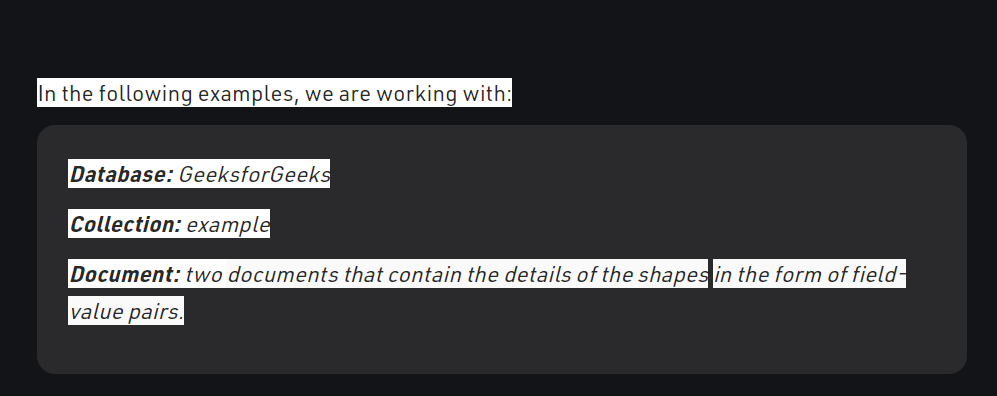 In the following examples, we are working with:
Database: GeeksforGeeks
Collection: example
Document: two documents that contain the details of the shapes in the form of field-
value pairs.